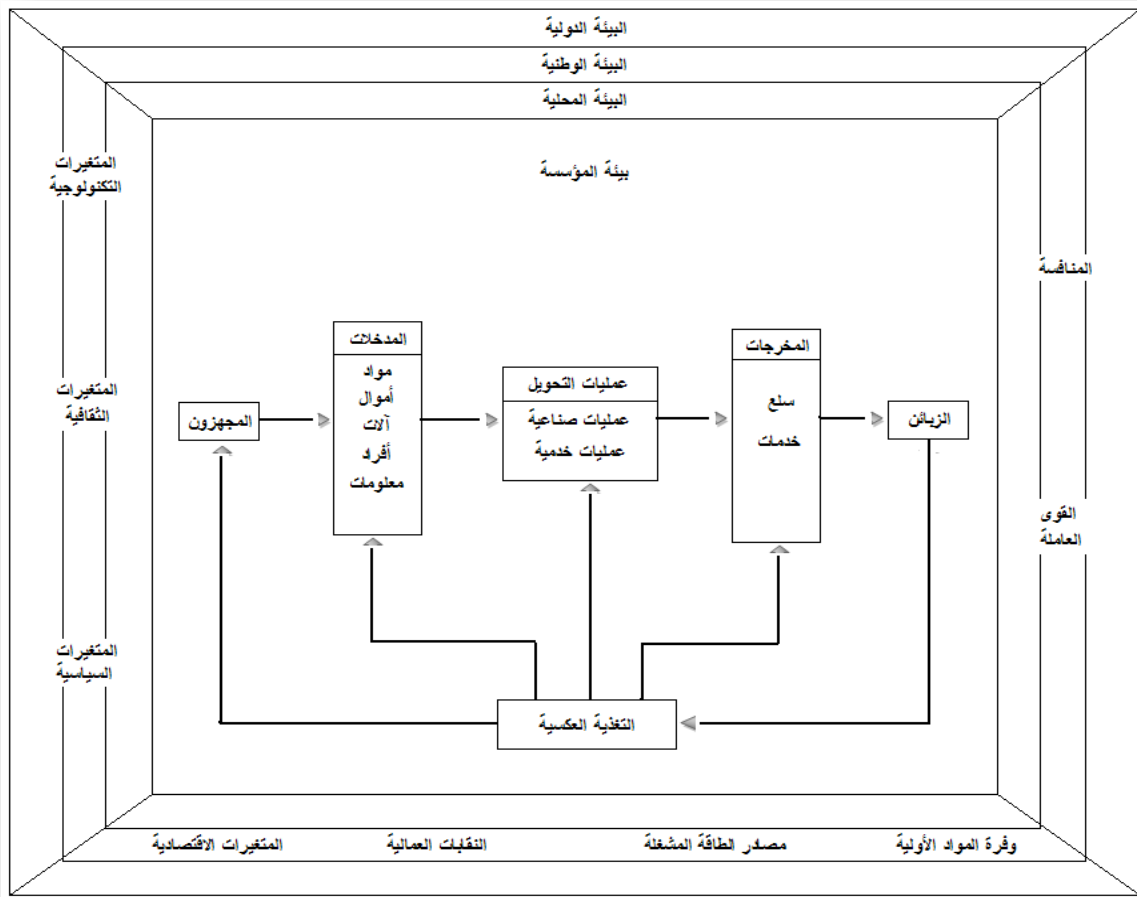 البيئة الدولية
البيئة الوطنية
البيئة المحلية
بيئة المؤسسة
المتغيرات
التكنولوجية
المنافسة
المدخلات
مواد
أموال
آلات
أفراد
معلومات
المخرجات
سلع
خدمات
عمليات التحويل
عمليات صناعية
عمليات خدمية
المتغيرات
الثقافية
المجهزون
الزبائن
القوى
العاملة
المتغيرات
السياسية
التغذية العكسية
وفرة المواد الأولية
مصادر الطاقة المشغلة
النقابات العمالية
المتغيرات الاقتصادية